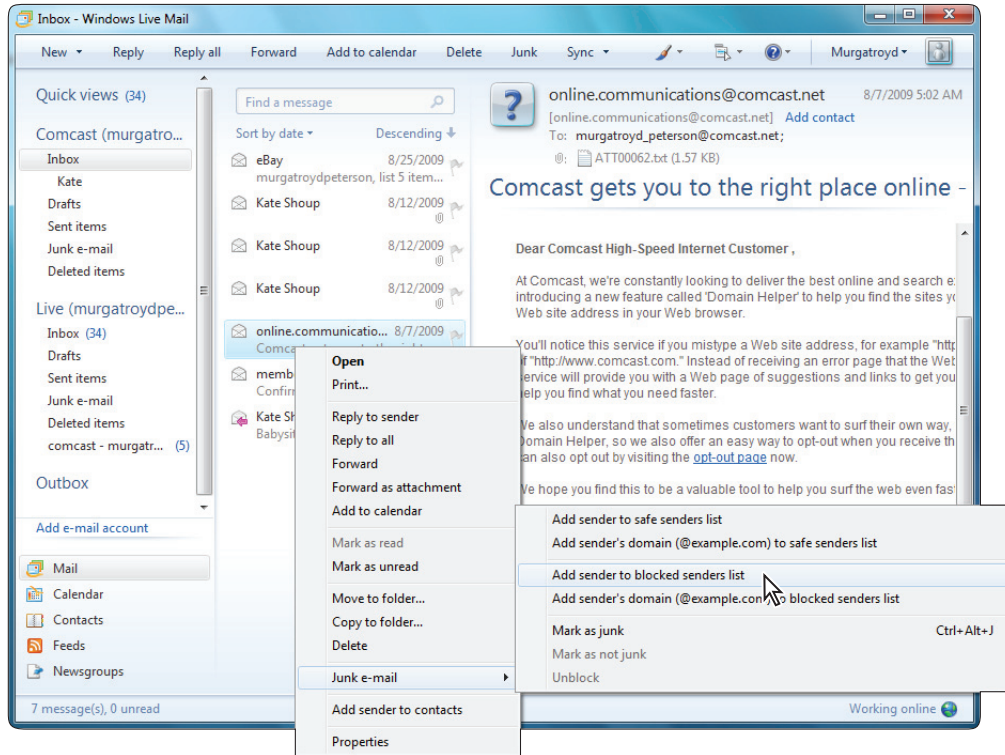 Inbox - Windows Live Mail
New Reply Reply all Forward Add to calendar Delete Junk Sync Murgatroyd
Quick views (34)
Comcast (murgatro...
Inbox
Kate
Drafts
Sent items
Junk e-mail
Deleted items
Live (murgatroydpe...
Inbox (34)
Drafts
Sent items
Junk e-mail
Deleted items
comcast - murgatr... (5)
Outbox
Add e-mail account
Mail
Calendar
Contacts
Feeds
Newsgroups
7 message(s), 0 unread
Find a message
Sort by date Descending
eBay 8/25/2009
murgatroydpeterson, list 5 item...
Kate Shoup 8/12/2009
Kate Shoup 8/12/2009
Kate Shoup 8/12/2009
online.communicatio... 8/7/2009
Kate
online.communications@comcast.net 8/7/2009 5:02 AM
[online.communications@comcast.net] Add contact
To: murgatroyd_peterson@comcast.net;
ATT00062.txt (1.57 KB)
Comcast gets you to the right place online -
Dear Comcast High-Speed Internet Customer ,
At Comcast, we're constantly looking to deliver the best online and search
introducing a new feature called 'Domain Helper' to help you find the sites
Web site address in your Web browser.
You'll notice this service if you mistype a Web site address, for example "http
if "http://www.comcast.com." Instead of receiving an error page that the Web
service will provide you with a Web page of suggestions and links to get you
help you find what you need faster.
We also understand that sometimes customers want to surf their own way,
Domain Helper, so we also offer an easy way to opt-out when you receive
can also opt out by visiting the opt-out page now.
We hope you find this to be a valuable tool to help you surf the web even
Open
Print...
Reply to sender
Reply to all
Forward
Forward as attachment
Add to calendar
Mark as read
Mark as unread
Move to folder...
Copy to folder...
Delete
Junk e-mail
Add sender to contacts
Properties
Add sender to safe senders list
Add sender's domain (@example.com) to safe senders list
Add sender to blocked senders list
Add sender's domain (@example.com) to blocked senders list
Mark as junk Ctrl+Alt+J
Mark as not junk
Unblock
Working online